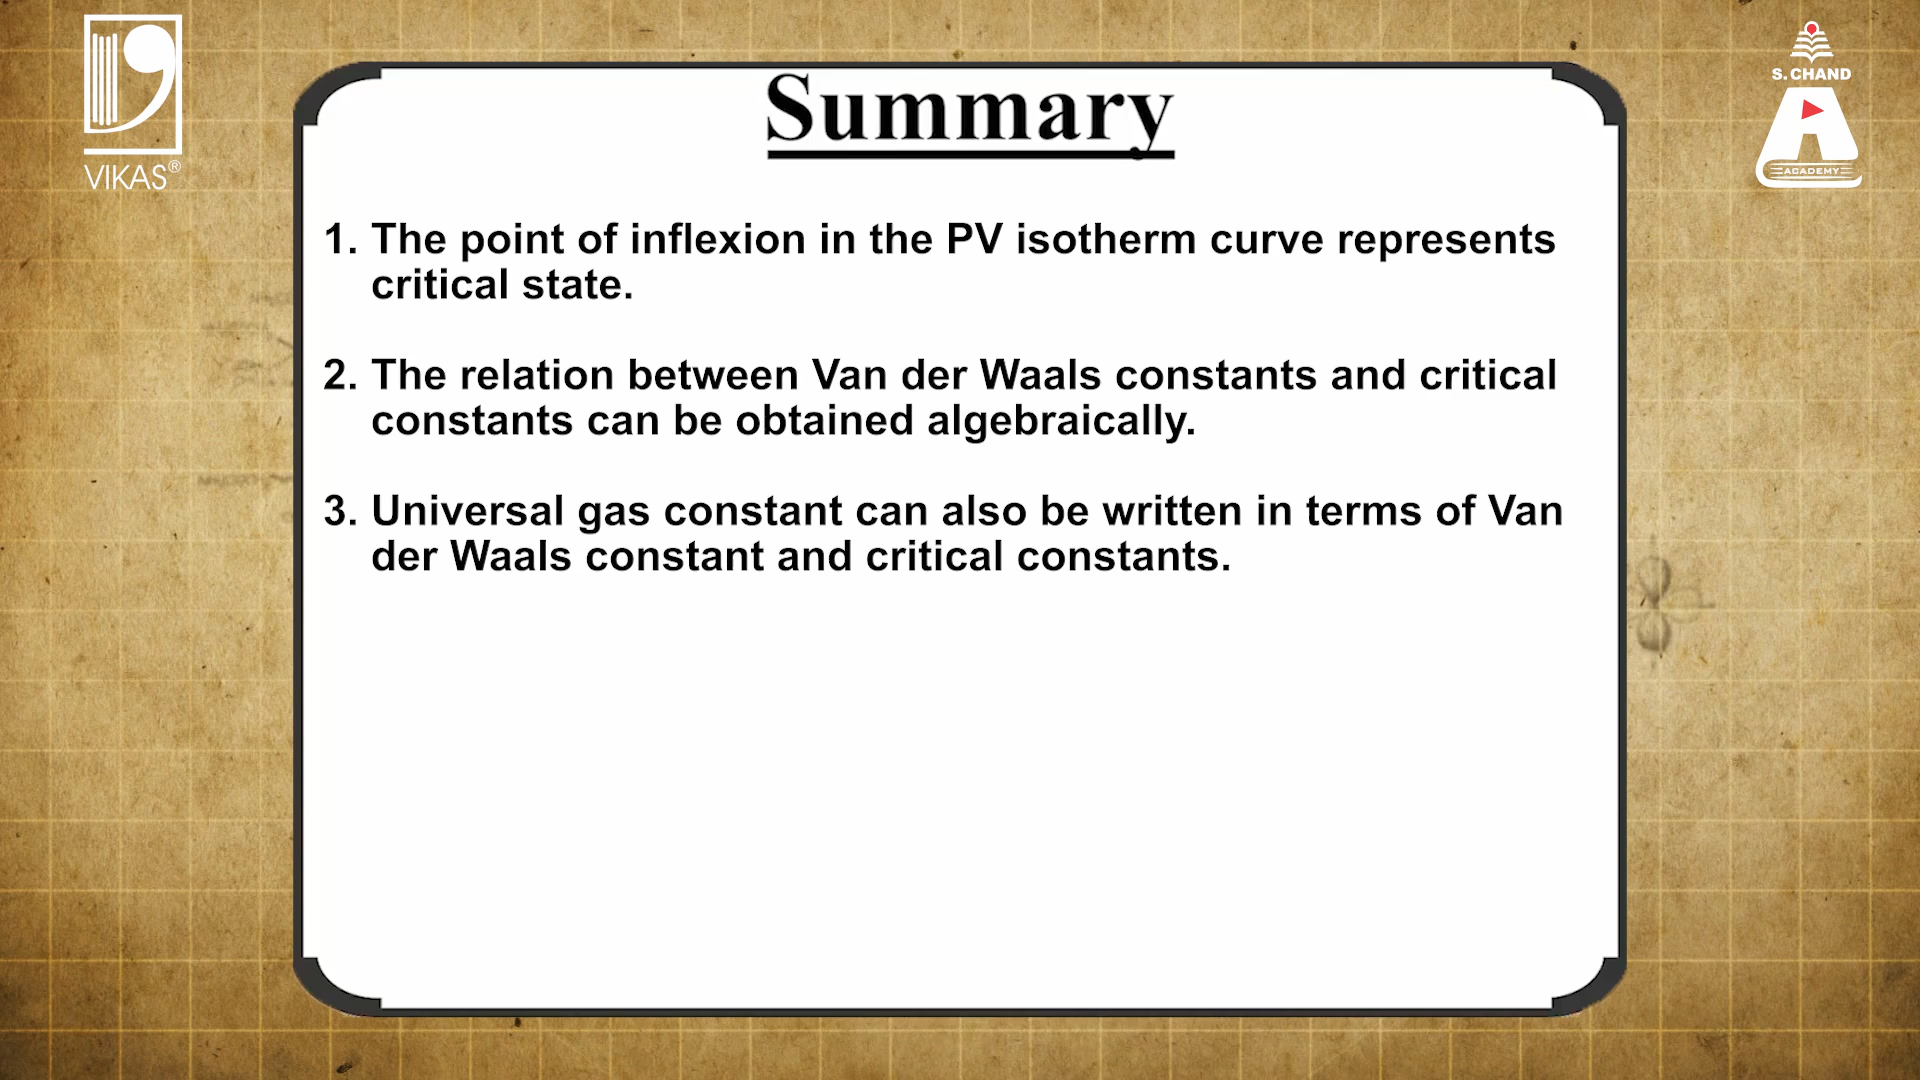 VIKAS®
S. CHAND
ACADEMY
Summary
1. The point of inflexion in the PV isotherm curve represents
critical state.
2. The relation between Van der Waals constants and critical
constants can be obtained algebraically.
3. Universal gas constant can also be written in terms of Van
der Waals constant and critical constants.